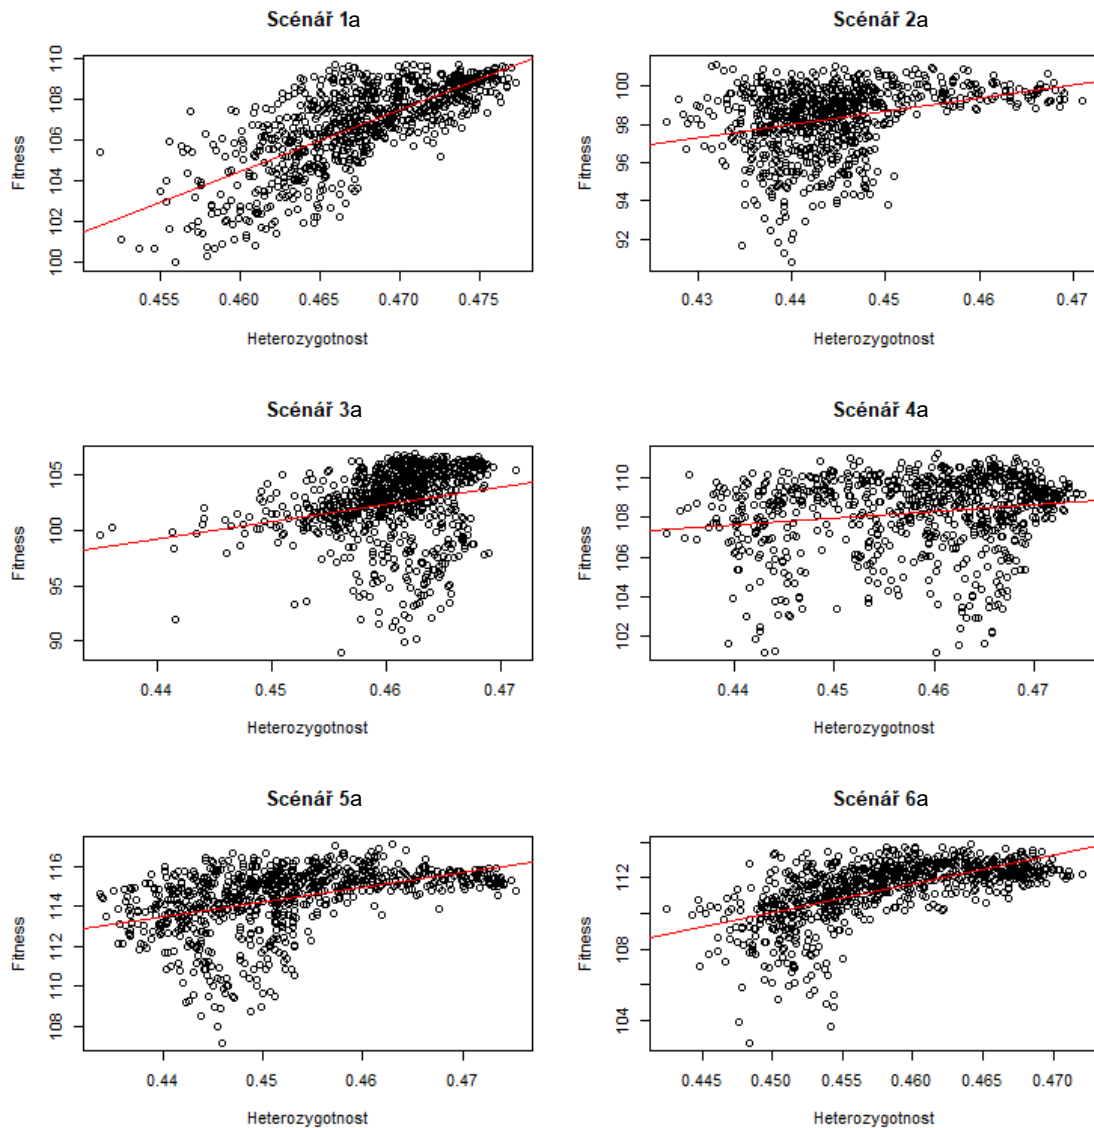 Scénář 1a
Fitness
100 102 104 106 108 110
0.455 0.460 0.465 0.470 0.475
Heterozygotnost
Scénář 2a
Fitness
92 94 96 98 100
0.43 0.44 0.45 0.46 0.47
Heterozygotnost
Scénář 3a
Fitness
90 95 100 105
0.44 0.45 0.46 0.47
Heterozygotnost
Scénář 4a
Fitness
102 104 106 108 110
0.44 0.45 0.46 0.47
Heterozygotnost
Scénář 5a
Fitness
108 110 112 114 116
0.44 0.45 0.46 0.47
Heterozygotnost
Scénář 6a
Fitness
104 108 112
0.445 0.450 0.455 0.460 0.465 0.470
Heterozygotnost